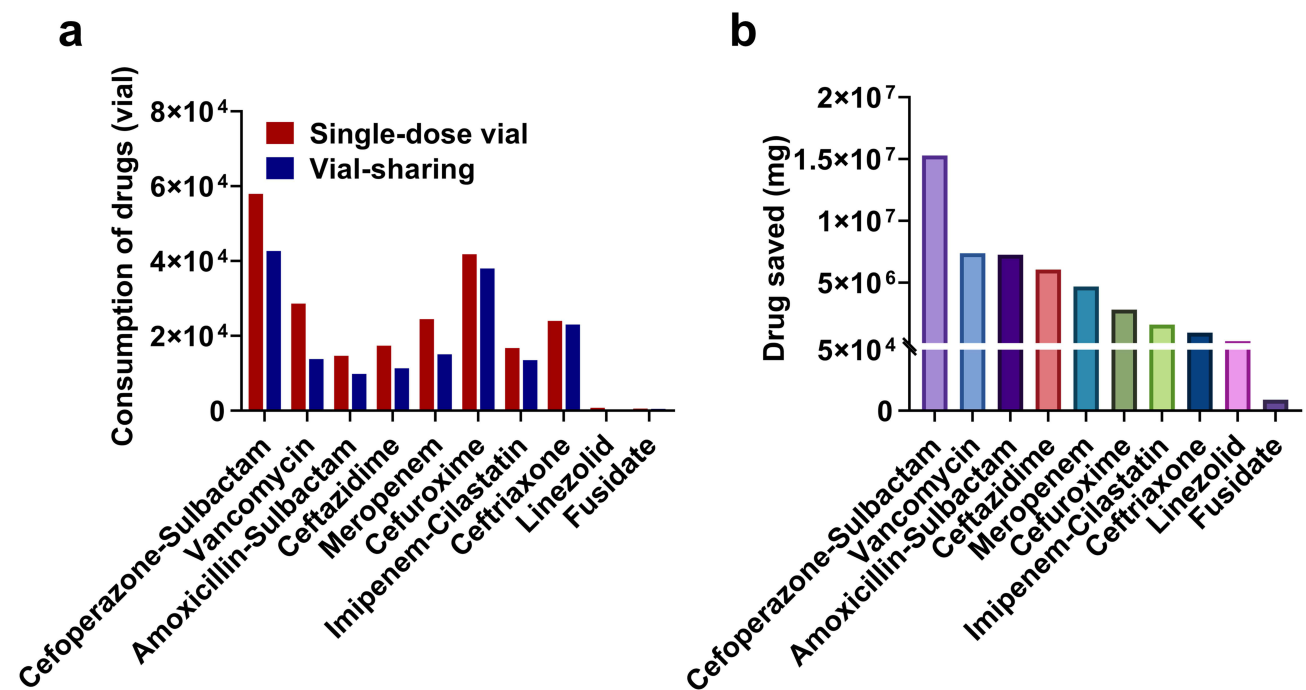 a
Consumption of drugs (vial)
8×10⁴
6×10⁴
4×10⁴
2×10⁴
0
Single-dose vial
Vial-sharing
Cefoperazone-Sulbactam
Vancomycin
Amoxicillin-Sulbactam
Ceftazidime
Meropenem
Cefuroxime
Imipenem-Cilastatin
Ceftriaxone
Linezolid
Fusidate
b
Drug saved (mg)
2×10⁷
1.5×10⁷
1×10⁷
5×10⁶
5×10⁴
0
Cefoperazone-Sulbactam
Vancomycin
Amoxicillin-Sulbactam
Ceftazidime
Meropenem
Cefuroxime
Imipenem-Cilastatin
Ceftriaxone
Linezolid
Fusidate